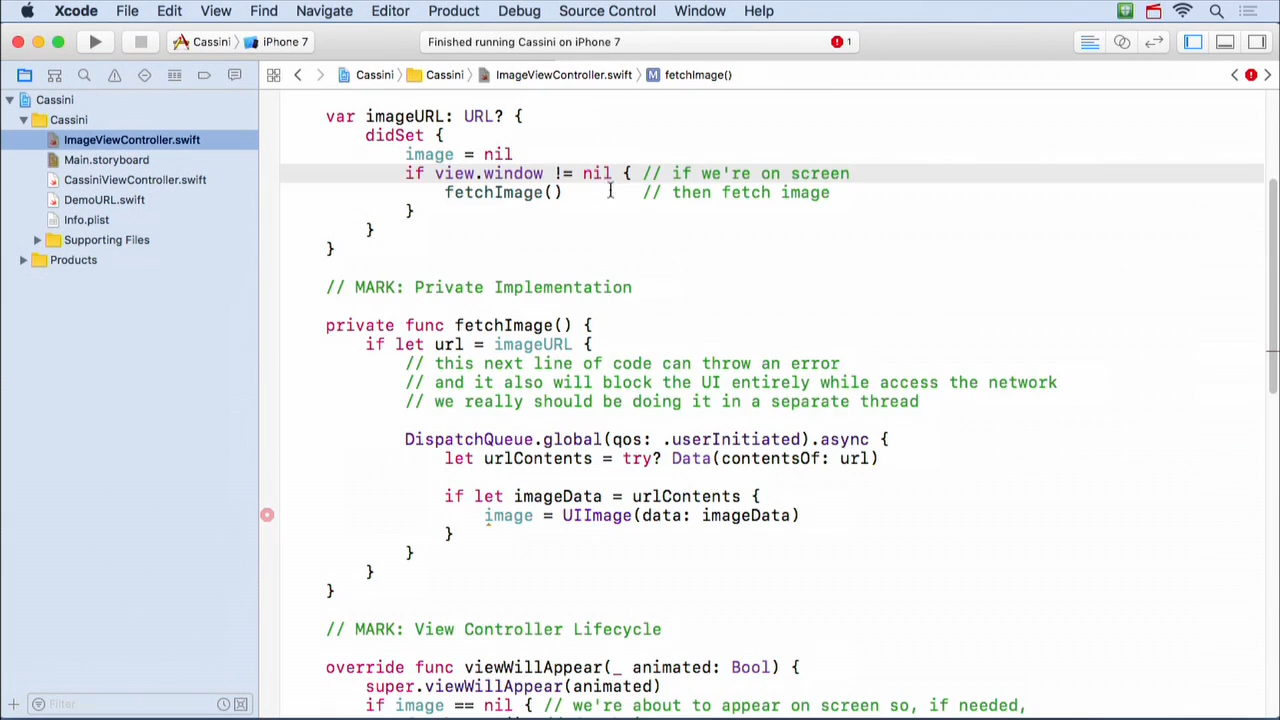 Xcode File Edit View Find Navigate Editor Product Debug Source Control Window Help
Cassini iPhone 7 Finished running Cassini on iPhone 7 1
Cassini Cassini ImageViewController.swift M fetchImage()
Cassini
Cassini
ImageViewController.swift
Main.storyboard
CassiniViewController.swift
DemoURL.swift
Info.plist
Supporting Files
Products
Filter
var imageURL: URL? {
didSet {
image = nil
if view.window != nil { // if we're on screen
fetchImage() // then fetch image
}
}
}
// MARK: Private Implementation
private func fetchImage() {
if let url = imageURL {
// this next line of code can throw an error
// and it also will block the UI entirely while access the network
// we really should be doing it in a separate thread
DispatchQueue.global(qos: .userInitiated).async {
let urlContents = try? Data(contentsOf: url)
if let imageData = urlContents {
image = UIImage(data: imageData)
}
}
}
}
// MARK: View Controller Lifecycle
override func viewWillAppear(_ animated: Bool) {
super.viewWillAppear(animated)
if image == nil { // we're about to appear on screen so, if needed,